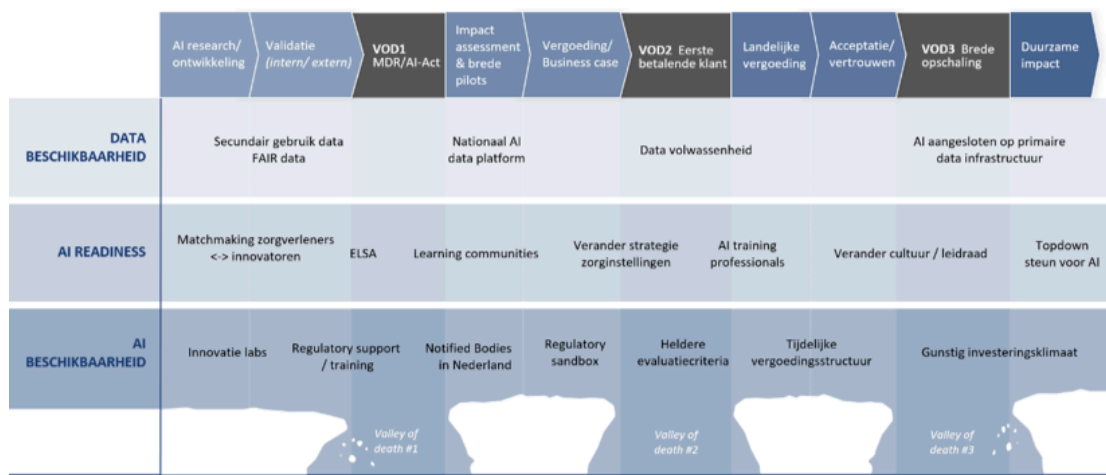 AI research/
ontwikkeling
Validatie
(intern/ extern)
VOD1
MDR/AI-Act
Impact
assessment
& brede
pilots
Vergoeding/
Business case
VOD2 Eerste
betalende klant
Landelijke
vergoeding
Acceptatie/
vertrouwen
VOD3 Brede
opschaling
Duurzame
impact
DATA
BESCHIKBAARHEID
Secundair gebruik data
FAIR data
Nationaal AI
data platform
Data volwassenheid
AI aangesloten op primaire
data infrastructuur
AI READINESS
Matchmaking zorgverleners
<-> innovatoren
ELSA
Learning communities
Verander strategie
zorginstellingen
AI training
professionals
Verander cultuur / leidraad
Topdown
steun voor AI
AI
BESCHIKBAARHEID
Innovatie labs
Regulatory support
/ training
Notified Bodies
in Nederland
Regulatory
sandbox
Heldere
evaluatiecriteria
Tijdelijke
vergoedingsstructuur
Gunstig investeringsklimaat
Valley of
death #1
Valley of
death #2
Valley of
death #3